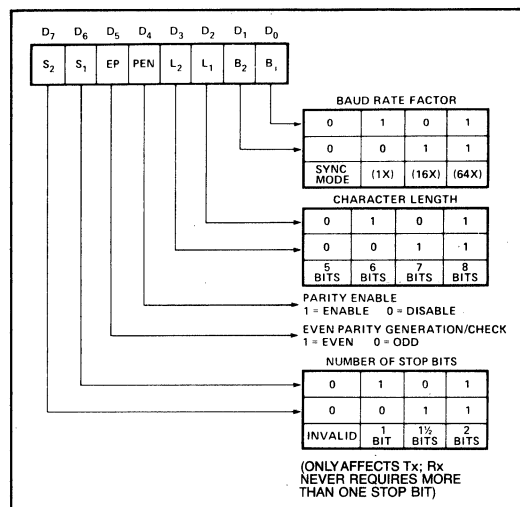 D7 D6 D5 D4 D3 D2 D1 D0
S2 S1 EP PEN L2 L1 B2 B1
BAUD RATE FACTOR
0 1 0 1
0 0 1 1
SYNC MODE (1X) (16X) (64X)
CHARACTER LENGTH
0 1 0 1
0 0 1 1
5 BITS 6 BITS 7 BITS 8 BITS
PARITY ENABLE
1 = ENABLE 0 = DISABLE
EVEN PARITY GENERATION/CHECK
1 = EVEN 0 = ODD
NUMBER OF STOP BITS
0 1 0 1
0 0 1 1
INVALID 1 BIT 1½ BITS 2 BITS
(ONLY AFFECTS Tx; Rx
NEVER REQUIRES MORE
THAN ONE STOP BIT)